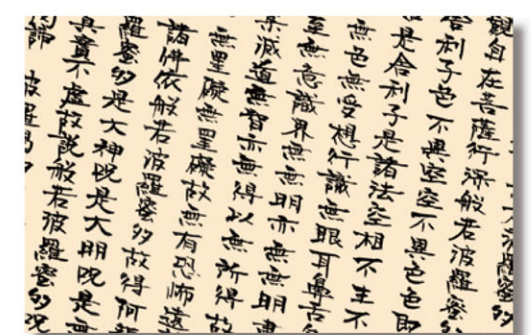 觀自在菩薩行深般若波羅蜜多
舍利子色不異空空不異色色即
是舍利子是諸法空相不生不
無色無受想行識無眼耳鼻舌
至無意識界無無明亦無無明盡
集滅道無智亦無得以無所得故
無罣礙無罣礙故無有恐怖遠
諸佛依般若波羅蜜多故得阿
羅蜜多是大神呪是大明呪是無
真實不虛故說般若波羅蜜多呪
諦 波羅